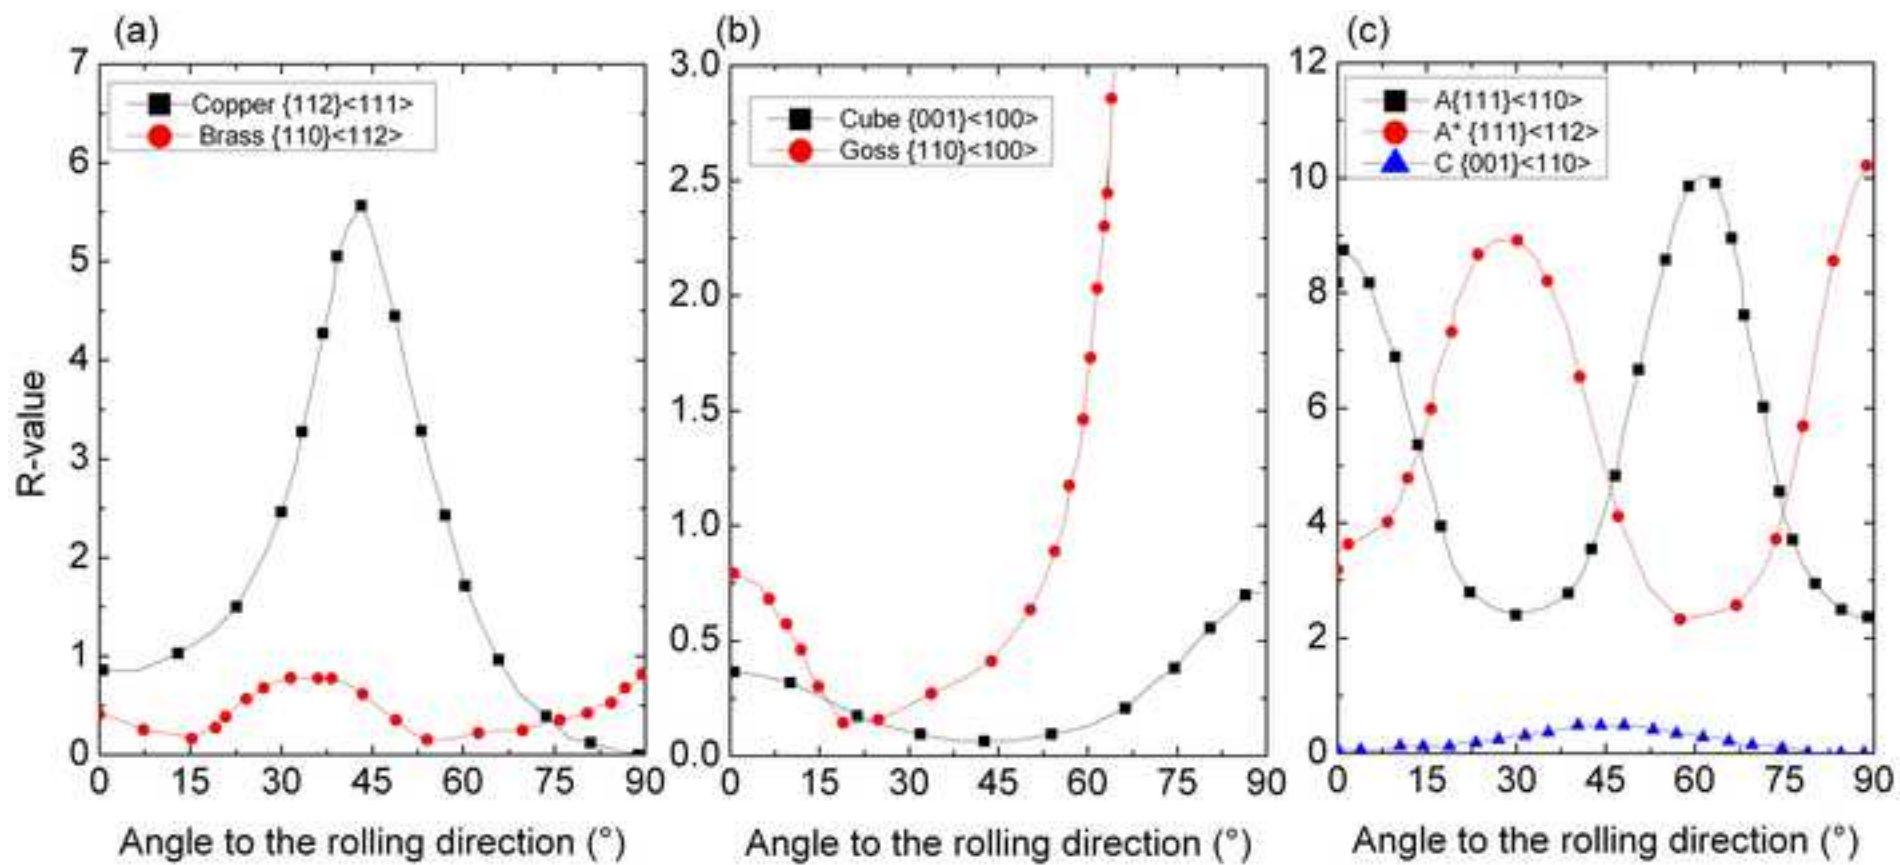 (a)
7
6
5
4
3
2
1
0
R-value
Copper {112}<111>
Brass {110}<112>
0 15 30 45 60 75 90
Angle to the rolling direction (°)
(b)
3.0
2.5
2.0
1.5
1.0
0.5
0.0
Cube {001}<100>
Goss {110}<100>
0 15 30 45 60 75 90
Angle to the rolling direction (°)
(c)
12
10
8
6
4
2
0
A{111}<110>
A* {111}<112>
C {001}<110>
0 15 30 45 60 75 90
Angle to the rolling direction (°)